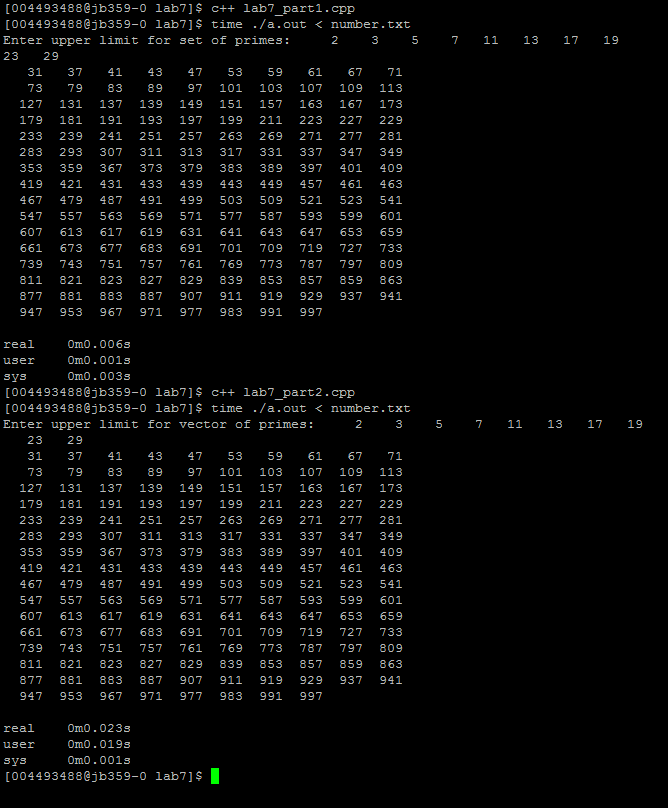 [004493488@jb359-0 lab7]$ c++ lab7_part1.cpp
[004493488@jb359-0 lab7]$ time ./a.out < number.txt
Enter upper limit for set of primes:     2    3    5    7   11   13   17   19
23   29
   31   37   41   43   47   53   59   61   67   71
   73   79   83   89   97  101  103  107  109  113
  127  131  137  139  149  151  157  163  167  173
  179  181  191  193  197  199  211  223  227  229
  233  239  241  251  257  263  269  271  277  281
  283  293  307  311  313  317  331  337  347  349
  353  359  367  373  379  383  389  397  401  409
  419  421  431  433  439  443  449  457  461  463
  467  479  487  491  499  503  509  521  523  541
  547  557  563  569  571  577  587  593  599  601
  607  613  617  619  631  641  643  647  653  659
  661  673  677  683  691  701  709  719  727  733
  739  743  751  757  761  769  773  787  797  809
  811  821  823  827  829  839  853  857  859  863
  877  881  883  887  907  911  919  929  937  941
  947  953  967  971  977  983  991  997
real    0m0.006s
user    0m0.001s
sys     0m0.003s
[004493488@jb359-0 lab7]$ c++ lab7_part2.cpp
[004493488@jb359-0 lab7]$ time ./a.out < number.txt
Enter upper limit for vector of primes:     2    3    5    7   11   13   17   19
   23   29
   31   37   41   43   47   53   59   61   67   71
   73   79   83   89   97  101  103  107  109  113
  127  131  137  139  149  151  157  163  167  173
  179  181  191  193  197  199  211  223  227  229
  233  239  241  251  257  263  269  271  277  281
  283  293  307  311  313  317  331  337  347  349
  353  359  367  373  379  383  389  397  401  409
  419  421  431  433  439  443  449  457  461  463
  467  479  487  491  499  503  509  521  523  541
  547  557  563  569  571  577  587  593  599  601
  607  613  617  619  631  641  643  647  653  659
  661  673  677  683  691  701  709  719  727  733
  739  743  751  757  761  769  773  787  797  809
  811  821  823  827  829  839  853  857  859  863
  877  881  883  887  907  911  919  929  937  941
  947  953  967  971  977  983  991  997
real    0m0.023s
user    0m0.019s
sys     0m0.001s
[004493488@jb359-0 lab7]$